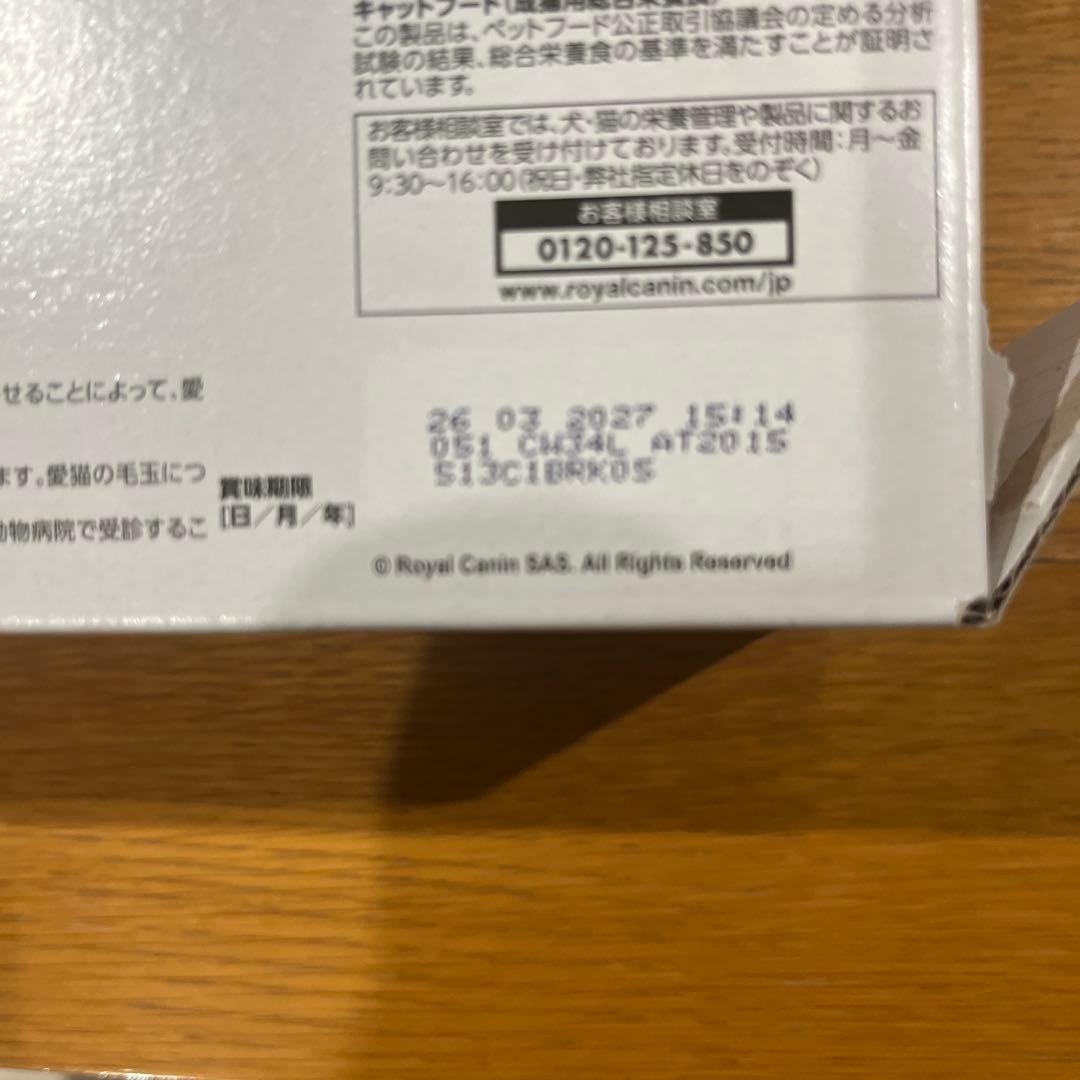 キャットフード(成猫用総合栄養食)
この製品は、ペットフード公正取引協議会の定める分析
試験の結果、総合栄養食の基準を満たすことが証明さ
れています。
お客様相談室では、犬・猫の栄養管理や製品に関するお
問い合わせを受け付けております。受付時間：月〜金
9:30〜16:00(祝日・弊社指定休日をのぞく)
お客様相談室
0120-125-850
www.royalcanin.com/jp
せることによって、愛
ます。愛猫の毛玉につ
動物病院で受診するこ
賞味期限
[日/月/年]
26 03 2027 15:14
051 CW34L AT2015
S13C1BRK0S
© Royal Canin SAS. All Rights Reserved